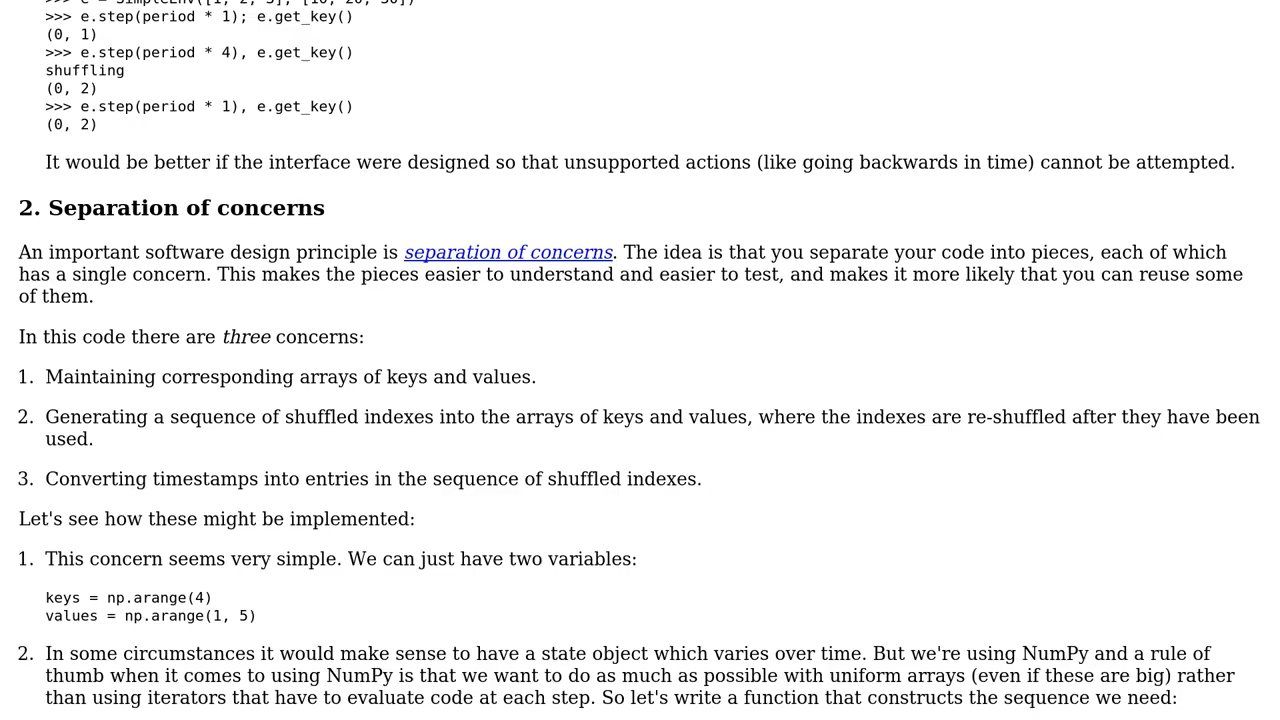 >>> e = SimpleEnv([1, 2, 3], [10, 20, 30])
>>> e.step(period * 1); e.get_key()
(0, 1)
>>> e.step(period * 4), e.get_key()
shuffling
(0, 2)
>>> e.step(period * 1), e.get_key()
(0, 2)
It would be better if the interface were designed so that unsupported actions (like going backwards in time) cannot be attempted.
2. Separation of concerns
An important software design principle is separation of concerns. The idea is that you separate your code into pieces, each of which
has a single concern. This makes the pieces easier to understand and easier to test, and makes it more likely that you can reuse some
of them.
In this code there are three concerns:
1. Maintaining corresponding arrays of keys and values.
2. Generating a sequence of shuffled indexes into the arrays of keys and values, where the indexes are re-shuffled after they have been
used.
3. Converting timestamps into entries in the sequence of shuffled indexes.
Let's see how these might be implemented:
1. This concern seems very simple. We can just have two variables:
keys = np.arange(4)
values = np.arange(1, 5)
2. In some circumstances it would make sense to have a state object which varies over time. But we're using NumPy and a rule of
thumb when it comes to using NumPy is that we want to do as much as possible with uniform arrays (even if these are big) rather
than using iterators that have to evaluate code at each step. So let's write a function that constructs the sequence we need: